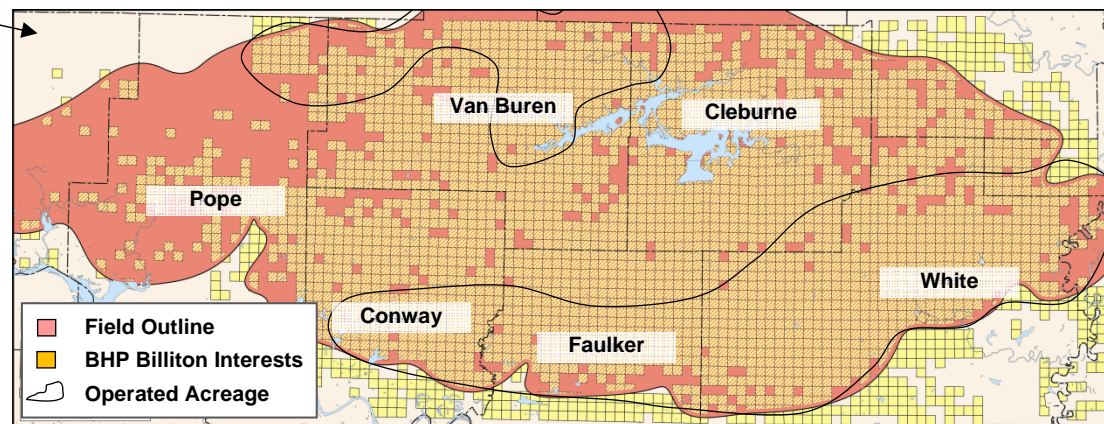 Van Buren
Cleburne
Pope
White
Conway
Faulker
Field Outline
BHP Billiton Interests
Operated Acreage